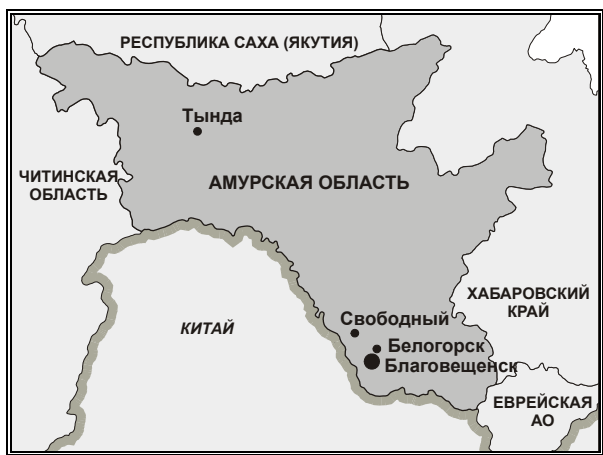 РЕСПУБЛИКА САХА (ЯКУТИЯ)
Тында
ЧИТИНСКАЯ
ОБЛАСТЬ
АМУРСКАЯ ОБЛАСТЬ
ХАБАРОВСКИЙ
КРАЙ
КИТАЙ
Свободный
Белогорск
Благовещенск
ЕВРЕЙСКАЯ
АО